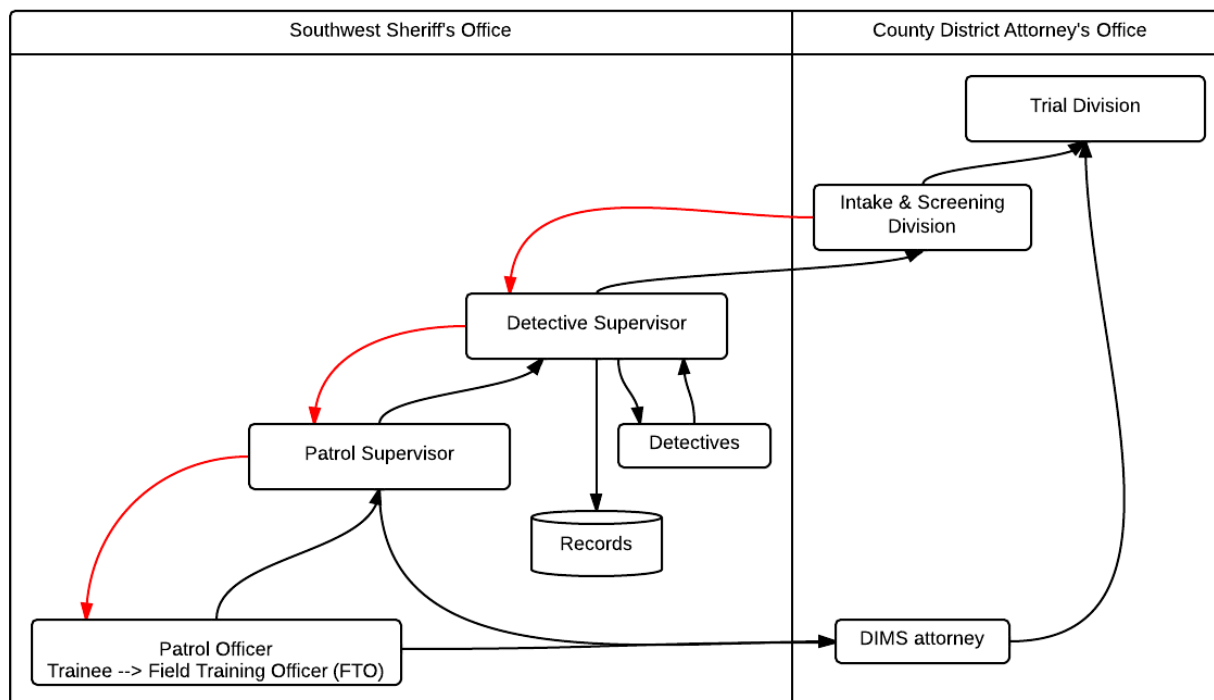 Southwest Sheriff's Office
County District Attorney's Office
Trial Division
Intake & Screening
Division
Detective Supervisor
Patrol Supervisor
Detectives
Records
Patrol Officer
Trainee --> Field Training Officer (FTO)
DIMS attorney